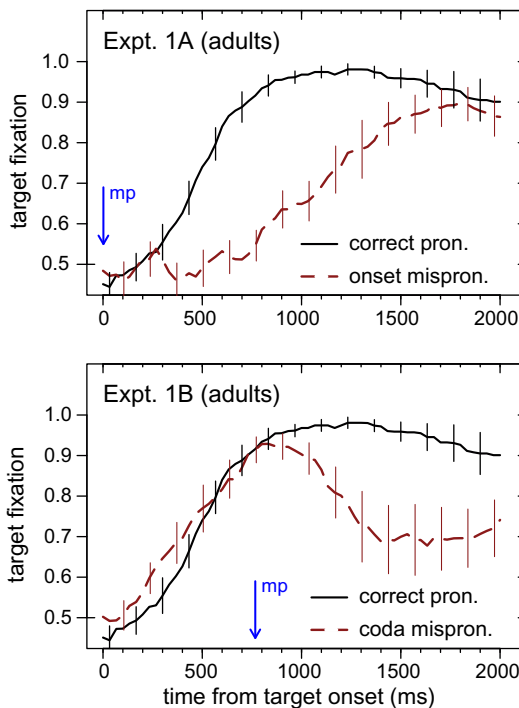 Expt. 1A (adults)
1.0
0.9
0.8
0.7
0.6
0.5
target fixation
mp
correct pron.
onset mispron.
0 500 1000 1500 2000
Expt. 1B (adults)
1.0
0.9
0.8
0.7
0.6
0.5
target fixation
mp
correct pron.
coda mispron.
0 500 1000 1500 2000
time from target onset (ms)